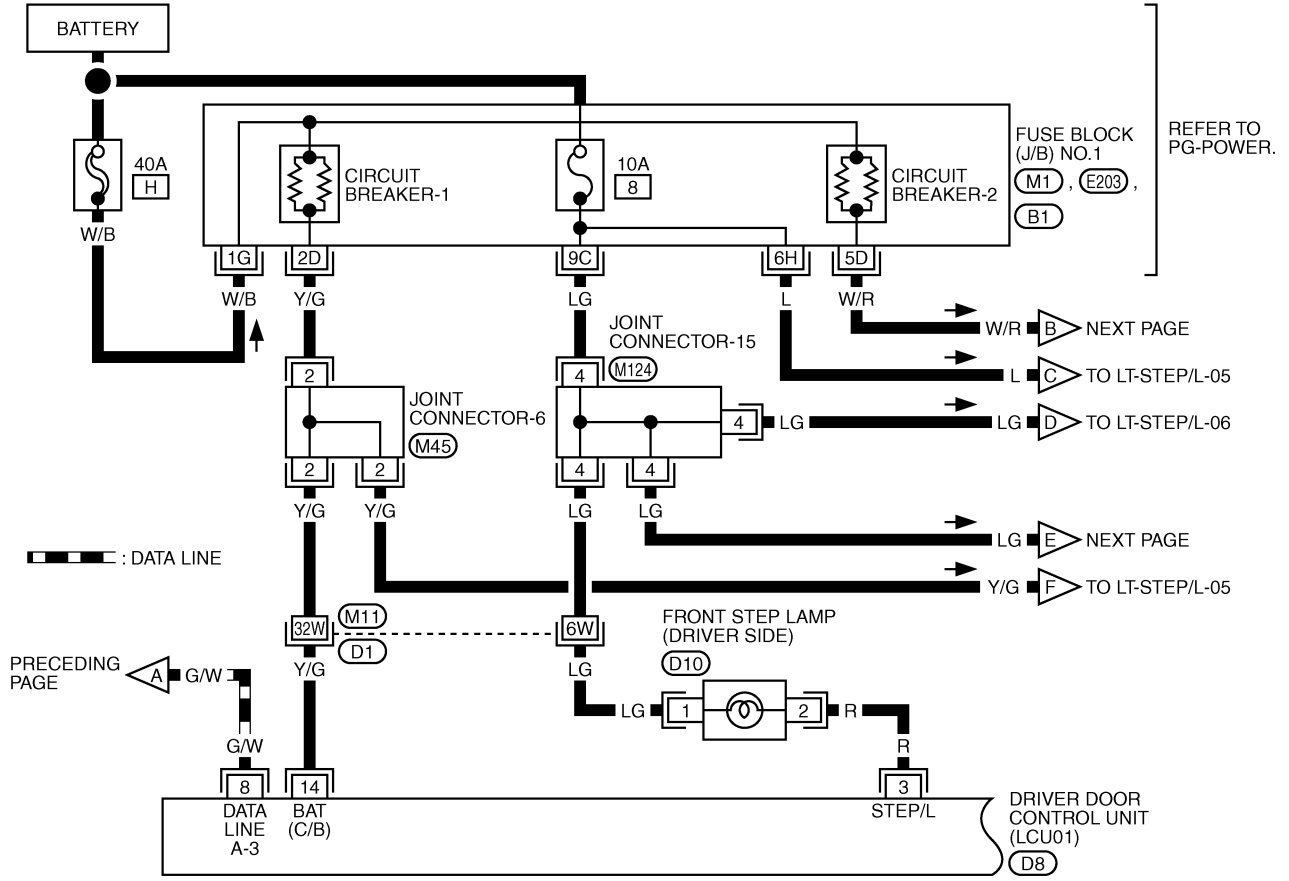 BATTERY
40A
H
W/B
CIRCUIT
BREAKER-1
10A
8
CIRCUIT
BREAKER-2
FUSE BLOCK
(J/B) NO.1
M1 , E203 ,
B1
REFER TO
PG-POWER.
1G
2D
9C
6H
5D
W/B
Y/G
LG
L
W/R
JOINT
CONNECTOR-15
M124
W/R
B
NEXT PAGE
2
4
L
C
TO LT-STEP/L-05
JOINT
CONNECTOR-6
M45
4
LG
LG
D
TO LT-STEP/L-06
2
2
4
4
Y/G
Y/G
LG
LG
LG
E
NEXT PAGE
: DATA LINE
Y/G
F
TO LT-STEP/L-05
32W
M11
D1
6W
FRONT STEP LAMP
(DRIVER SIDE)
D10
PRECEDING
PAGE
A
G/W
Y/G
LG
LG
1
2
R
G/W
R
8
14
3
DATA
LINE
A-3
BAT
(C/B)
STEP/L
DRIVER DOOR
CONTROL UNIT
(LCU01)
D8